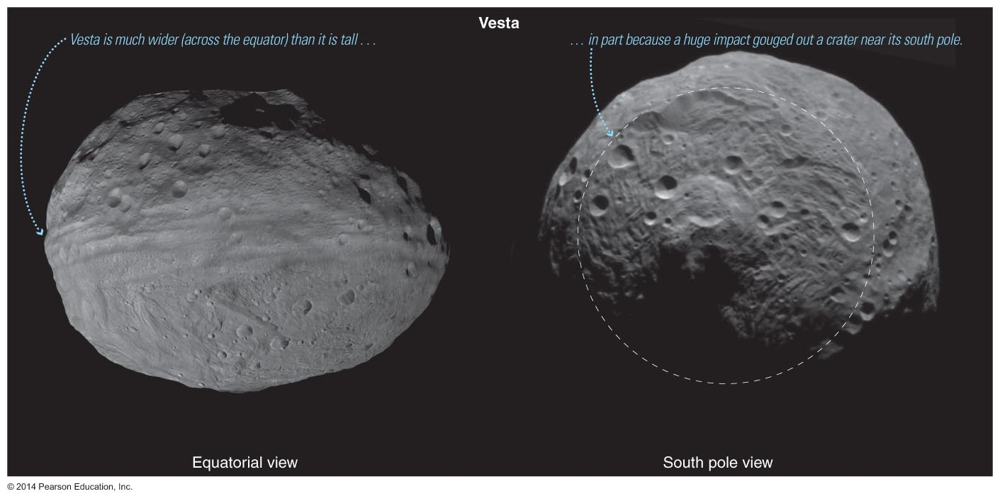 Vesta
Vesta is much wider (across the equator) than it is tall . . .
. . . in part because a huge impact gouged out a crater near its south pole.
Equatorial view
South pole view
© 2014 Pearson Education, Inc.